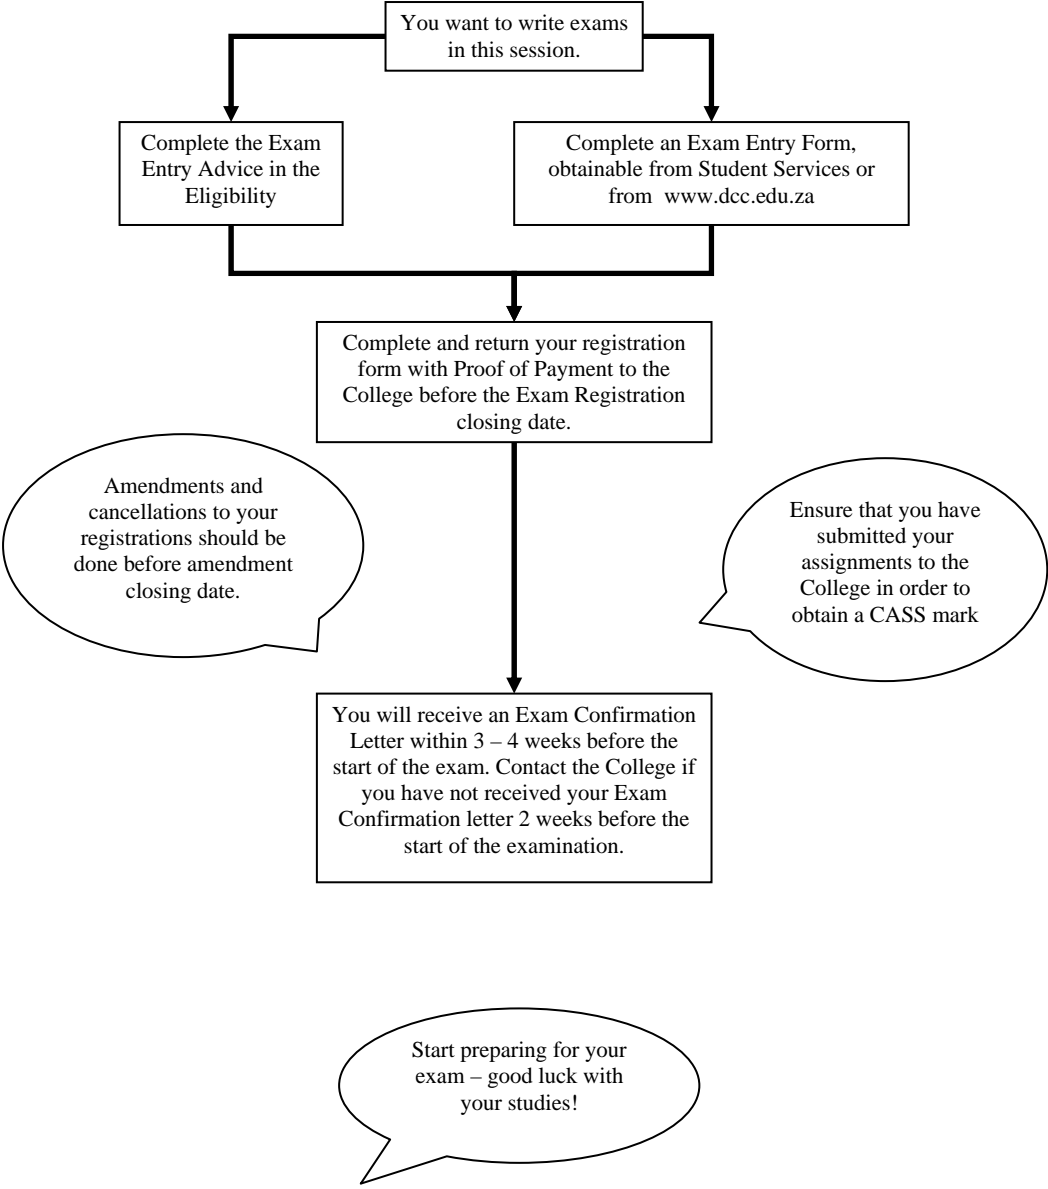 You want to write exams
in this session.
Complete the Exam
Entry Advice in the
Eligibility
Complete an Exam Entry Form,
obtainable from Student Services or
from www.dcc.edu.za
Complete and return your registration
form with Proof of Payment to the
College before the Exam Registration
closing date.
Amendments and
cancellations to your
registrations should be
done before amendment
closing date.
Ensure that you have
submitted your
assignments to the
College in order to
obtain a CASS mark
You will receive an Exam Confirmation
Letter within 3 – 4 weeks before the
start of the exam. Contact the College if
you have not received your Exam
Confirmation letter 2 weeks before the
start of the examination.
Start preparing for your
exam – good luck with
your studies!